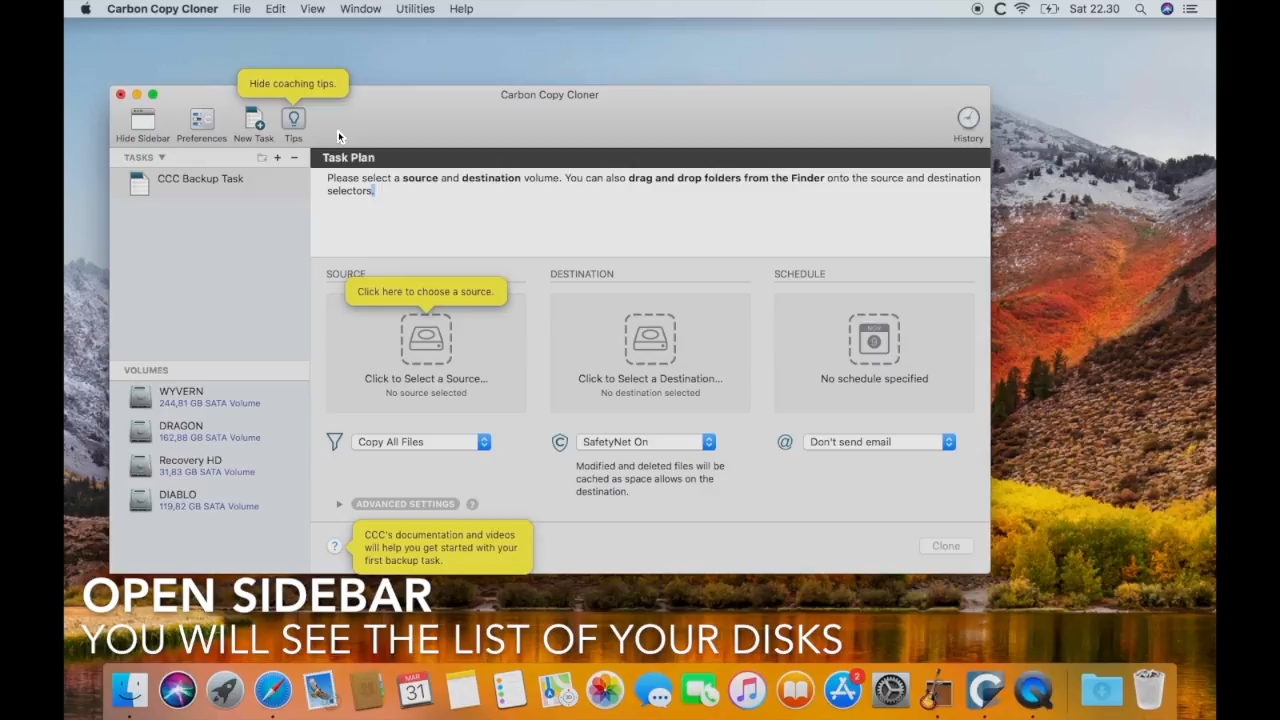 Carbon Copy Cloner File Edit View Window Utilities Help Sat 22.30
Hide coaching tips.
Carbon Copy Cloner
Hide Sidebar Preferences New Task Tips History
TASKS
CCC Backup Task
Task Plan
Please select a source and destination volume. You can also drag and drop folders from the Finder onto the source and destination
selectors.
SOURCE DESTINATION SCHEDULE
Click here to choose a source.
NOV
9
Click to Select a Source... Click to Select a Destination... No schedule specified
No source selected No destination selected
VOLUMES
WYVERN
244,81 GB SATA Volume
DRAGON
162,88 GB SATA Volume
Recovery HD
31,83 GB SATA Volume
DIABLO
119,82 GB SATA Volume
Copy All Files SafetyNet On @ Don't send email
Modified and deleted files will be
cached as space allows on the
destination.
ADVANCED SETTINGS ?
? CCC's documentation and videos
will help you get started with your
first backup task.
Clone
OPEN SIDEBAR
YOU WILL SEE THE LIST OF YOUR DISKS
MAR
31
2